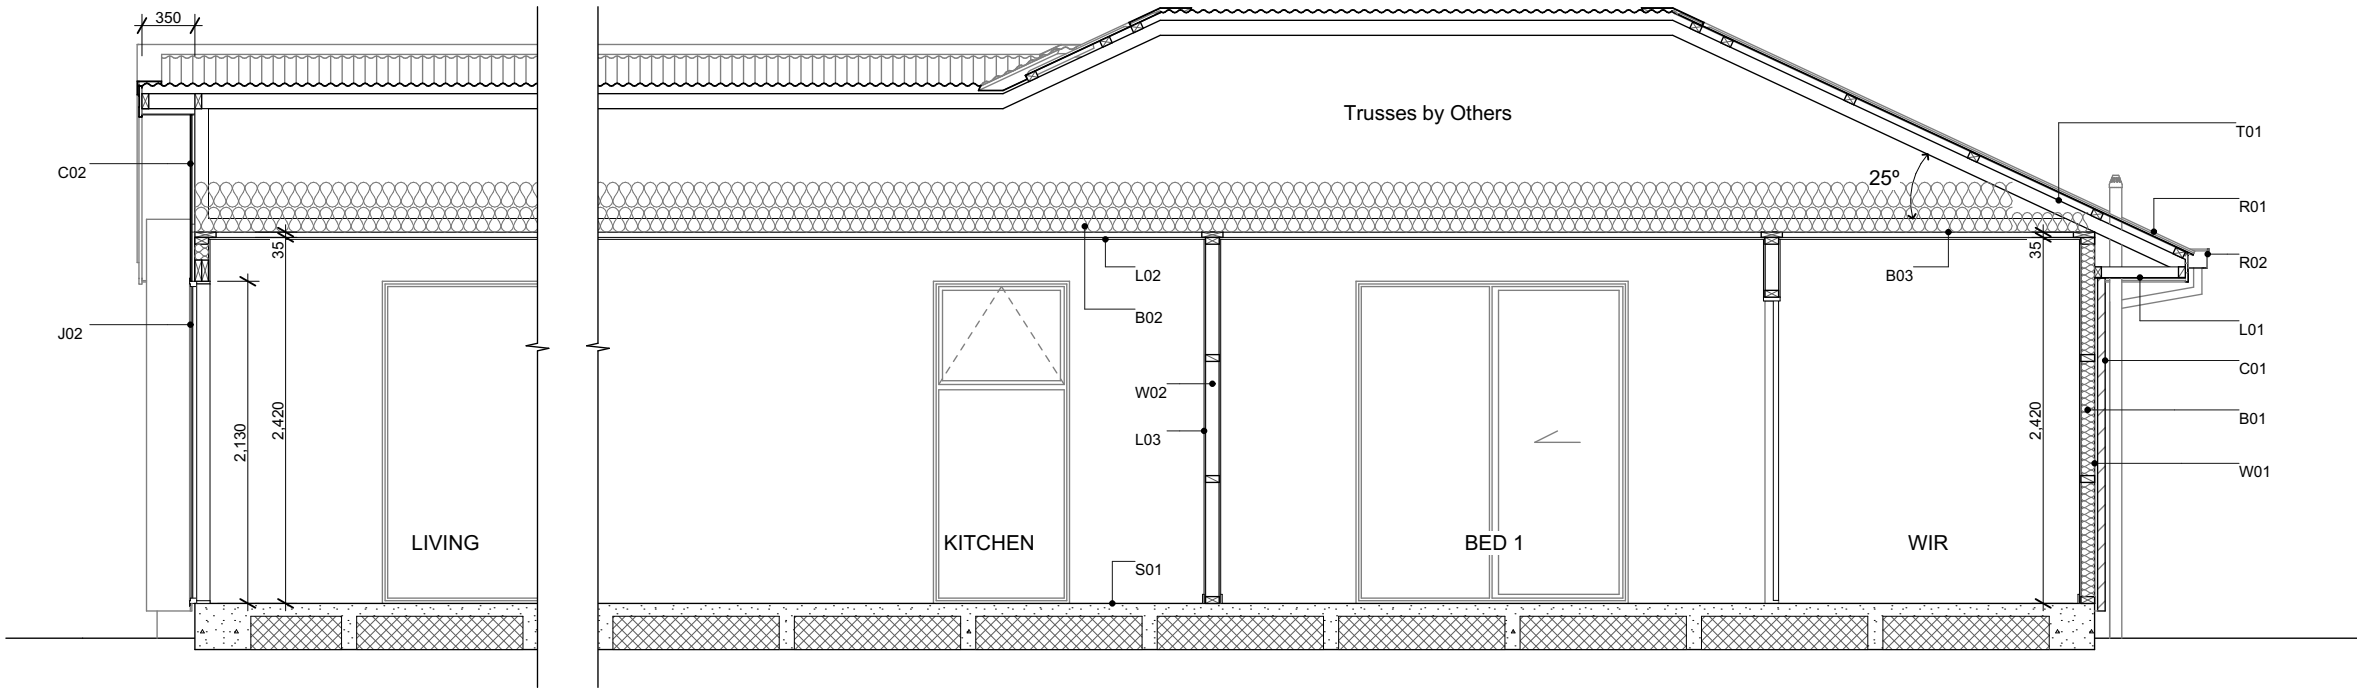 350
Trusses by Others
T01
C02
25º
R01
35
35
R02
L02
B03
B02
L01
J02
C01
W02
B01
2,130
2,420
L03
2,420
W01
LIVING
KITCHEN
BED 1
WIR
S01